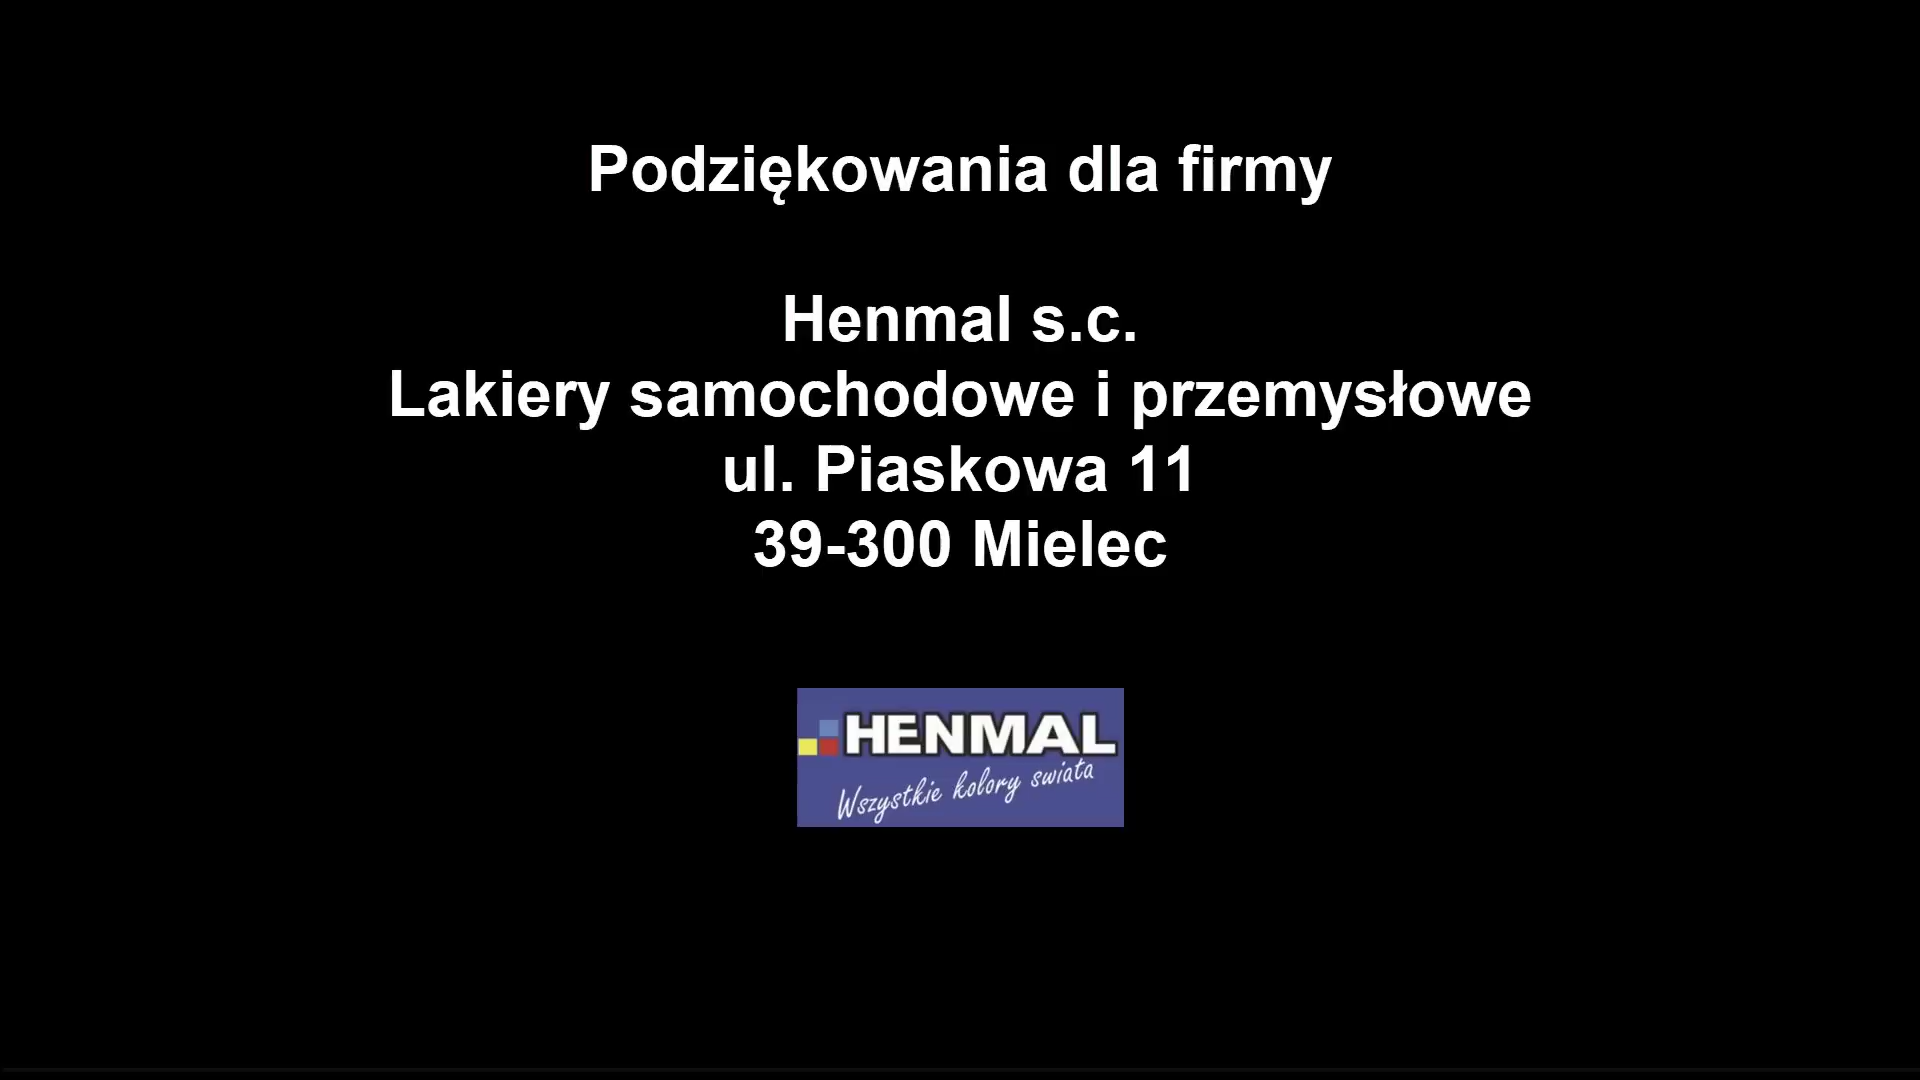 Podziękowania dla firmy
Henmal s.c.
Lakiery samochodowe i przemysłowe
ul. Piaskowa 11
39-300 Mielec
HENMAL
Wszystkie kolory swiata